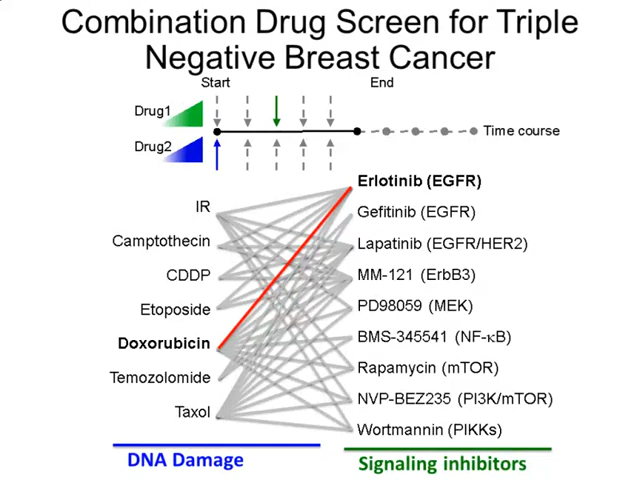 Combination Drug Screen for Triple
Negative Breast Cancer
Start
End
Drug1
Drug2
Time course
IR
Camptothecin
CDDP
Etoposide
Doxorubicin
Temozolomide
Taxol
DNA Damage
Erlotinib (EGFR)
Gefitinib (EGFR)
Lapatinib (EGFR/HER2)
MM-121 (ErbB3)
PD98059 (MEK)
BMS-345541 (NF-κB)
Rapamycin (mTOR)
NVP-BEZ235 (PI3K/mTOR)
Wortmannin (PIKKs)
Signaling inhibitors